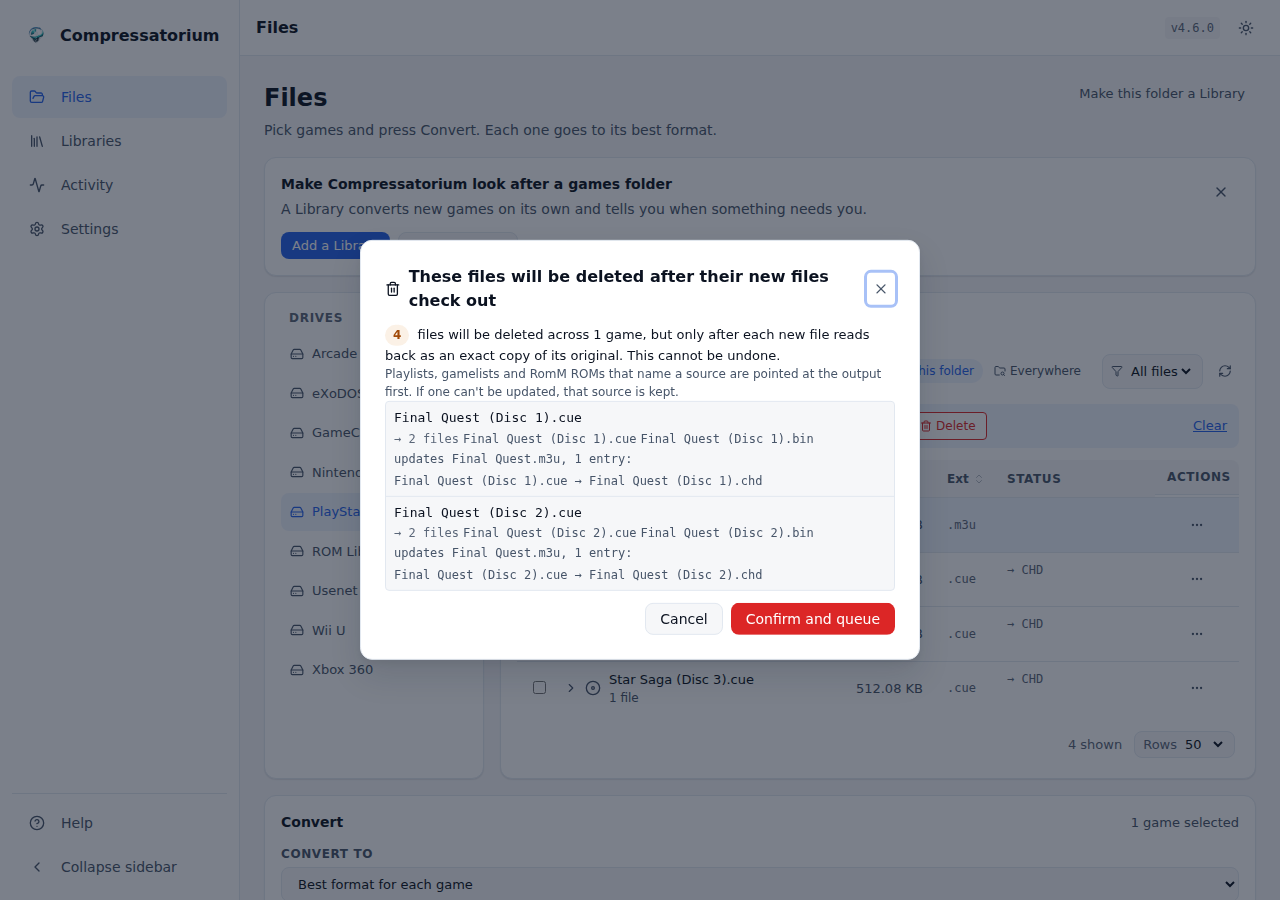 Compressatorium
Files
Libraries
Activity
Settings
Help
Collapse sidebar
Files
v4.6.0
Files
Make this folder a Library
Pick games and press Convert. Each one goes to its best format.
Make Compressatorium look after a games folder
A Library converts new games on its own and tells you when something needs you.
Add a Libra
DRIVES
Arcade
eXoDOS
GameC
Nintend
PlaySta
ROM Lib
Usenet
Wii U
Xbox 360
his folder
Everywhere
All files
Delete
Clear
Ext
STATUS
ACTIONS
.m3u
.cue
→ CHD
.cue
→ CHD
Star Saga (Disc 3).cue
1 file
512.08 KB
.cue
→ CHD
4 shown
Rows 50
Convert
1 game selected
CONVERT TO
Best format for each game
These files will be deleted after their new files
check out
4 files will be deleted across 1 game, but only after each new file reads
back as an exact copy of its original. This cannot be undone.
Playlists, gamelists and RomM ROMs that name a source are pointed at the output
first. If one can't be updated, that source is kept.
Final Quest (Disc 1).cue
→ 2 files Final Quest (Disc 1).cue Final Quest (Disc 1).bin
updates Final Quest.m3u, 1 entry:
Final Quest (Disc 1).cue → Final Quest (Disc 1).chd
Final Quest (Disc 2).cue
→ 2 files Final Quest (Disc 2).cue Final Quest (Disc 2).bin
updates Final Quest.m3u, 1 entry:
Final Quest (Disc 2).cue → Final Quest (Disc 2).chd
Cancel
Confirm and queue